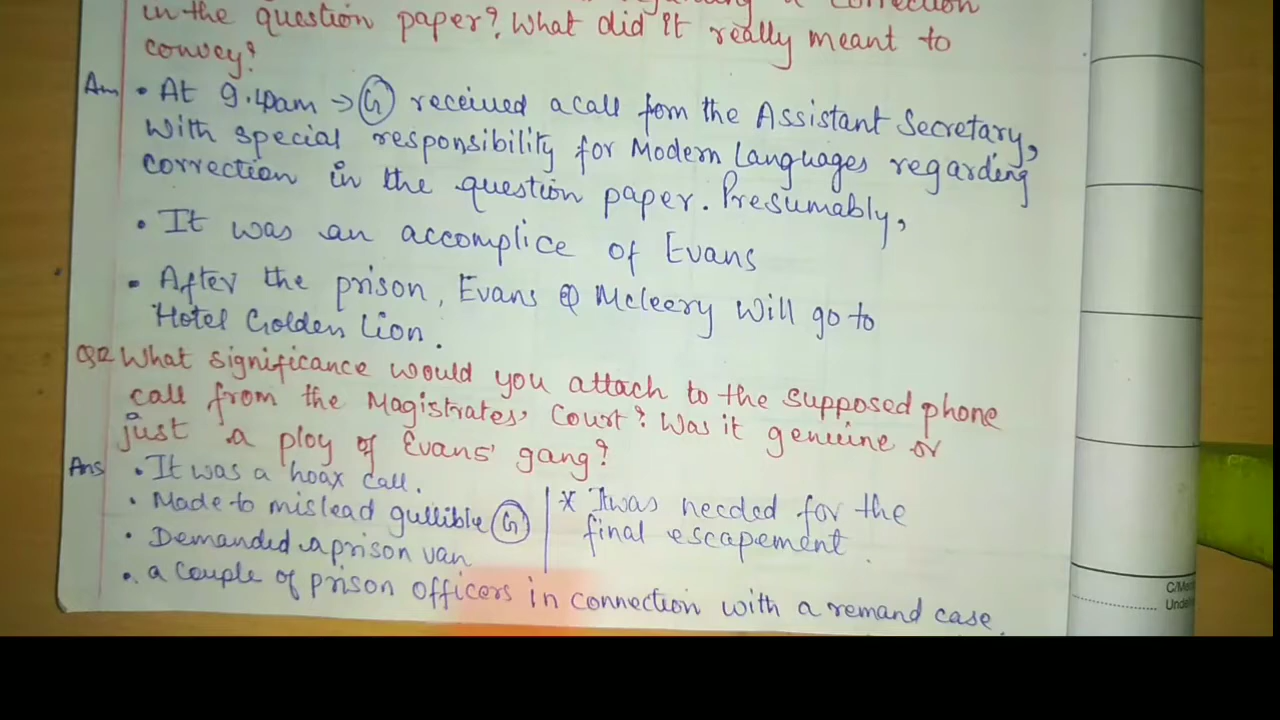 correction
in the question paper? What did it really meant to
convey?
Ans • At 9.40am → (G) received a call fom the Assistant Secretary,
With special responsibility for Modern Languages regarding
correction in the question paper. Presumably,
• It was an accomplice of Evans
• After the prison, Evans @ Mcleery will go to
Hotel Golden Lion.
Q2 What significance would you attach to the supposed phone
call from the Magistrates' Court? Was it genuine or
just a ploy of Evans' gang?
Ans • It was a hoax call.
• Made to mislead gullible (G)
• Demanded a prison van
• a couple of prison officers in connection with a remand case.
* It was needed for the
final escapement.